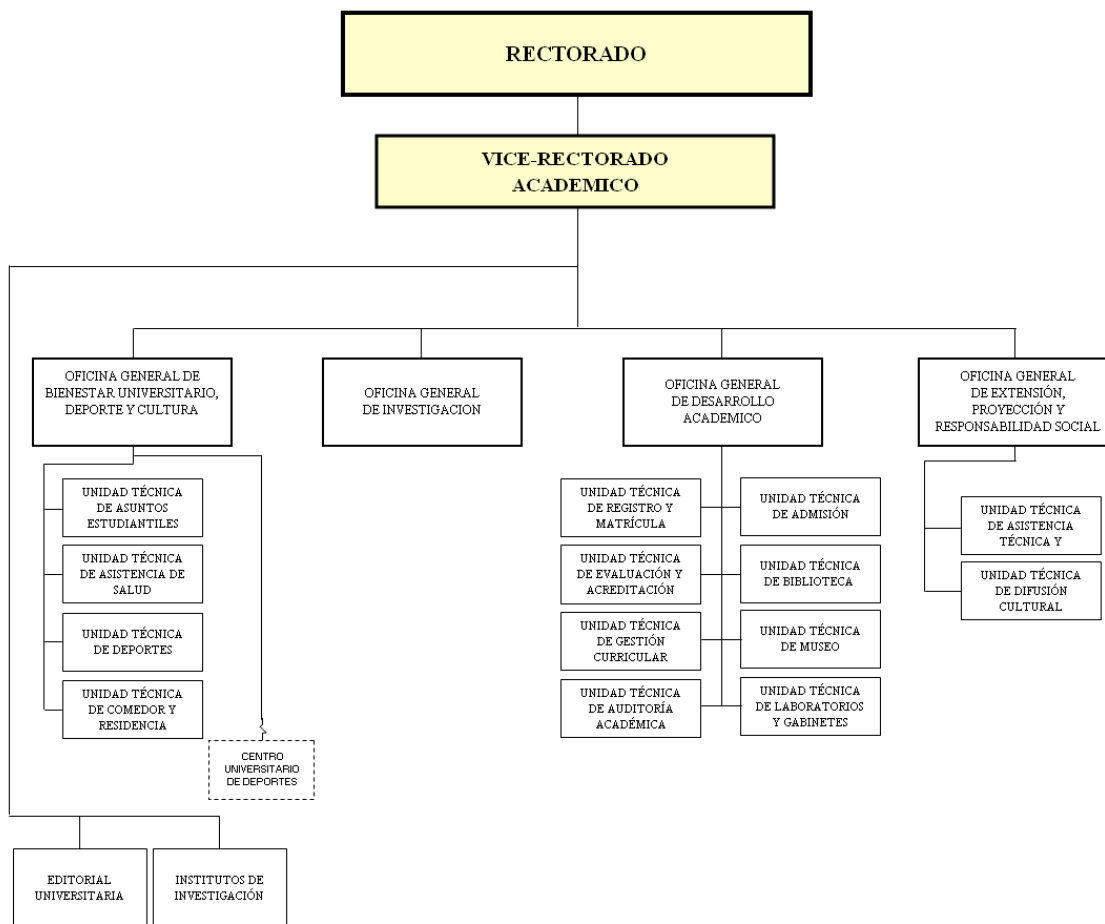 RECTORADO
VICE-RECTORADO
ACADEMICO
OFICINA GENERAL DE
BIENESTAR UNIVERSITARIO,
DEPORTE Y CULTURA
OFICINA GENERAL
DE INVESTIGACION
OFICINA GENERAL
DE DESARROLLO
ACADEMICO
OFICINA GENERAL
DE EXTENSIÓN,
PROYECCIÓN Y
RESPONSABILIDAD SOCIAL
UNIDAD TÉCNICA
DE ASUNTOS
ESTUDIANTILES
UNIDAD TÉCNICA
DE ASISTENCIA DE
SALUD
UNIDAD TÉCNICA
DE DEPORTES
UNIDAD TÉCNICA
DE COMEDOR Y
RESIDENCIA
CENTRO
UNIVERSITARIO
DE DEPORTES
UNIDAD TÉCNICA
DE REGISTRO Y
MATRÍCULA
UNIDAD TÉCNICA
DE ADMISIÓN
UNIDAD TÉCNICA
DE EVALUACIÓN Y
ACREDITACIÓN
UNIDAD TÉCNICA
DE BIBLIOTECA
UNIDAD TÉCNICA
DE GESTIÓN
CURRICULAR
UNIDAD TÉCNICA
DE MUSEO
UNIDAD TÉCNICA
DE AUDITORÍA
ACADÉMICA
UNIDAD TÉCNICA
DE LABORATORIOS
Y GABINETES
UNIDAD TÉCNICA
DE ASISTENCIA
TÉCNICA Y
UNIDAD TÉCNICA
DE DIFUSIÓN
CULTURAL
EDITORIAL
UNIVERSITARIA
INSTITUTOS DE
INVESTIGACIÓN